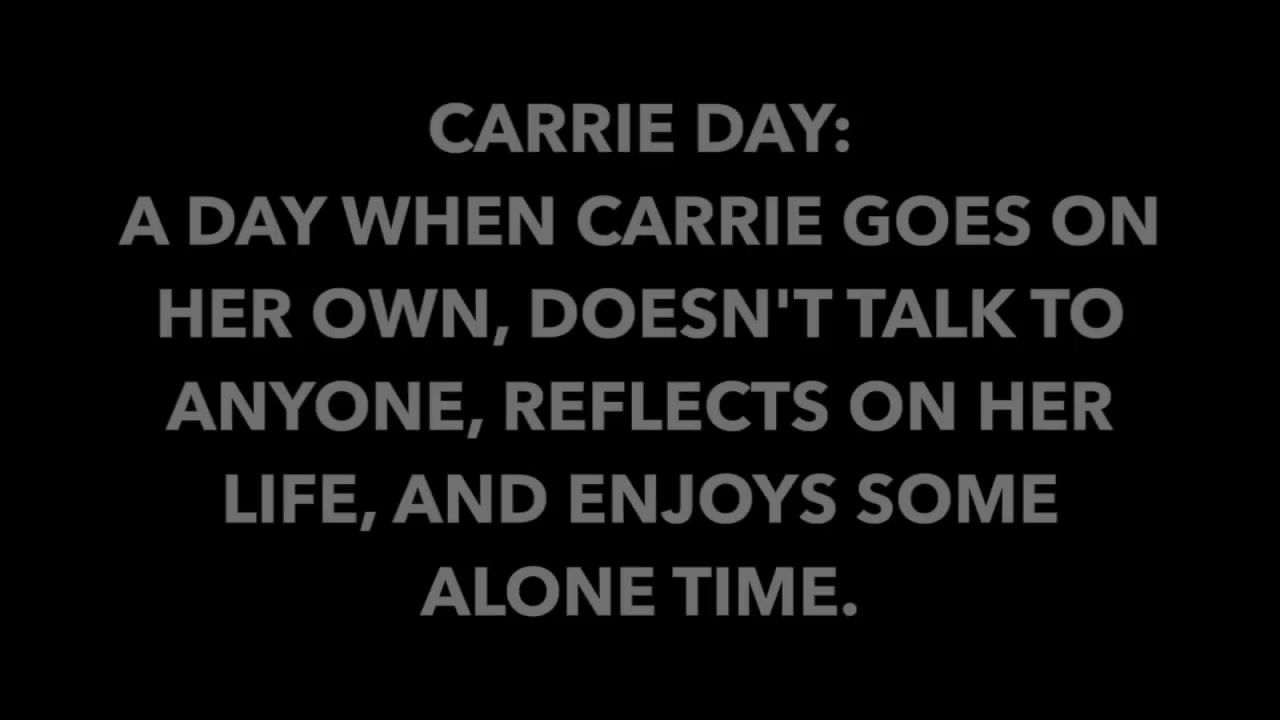 CARRIE DAY:
A DAY WHEN CARRIE GOES ON
HER OWN, DOESN'T TALK TO
ANYONE, REFLECTS ON HER
LIFE, AND ENJOYS SOME
ALONE TIME.